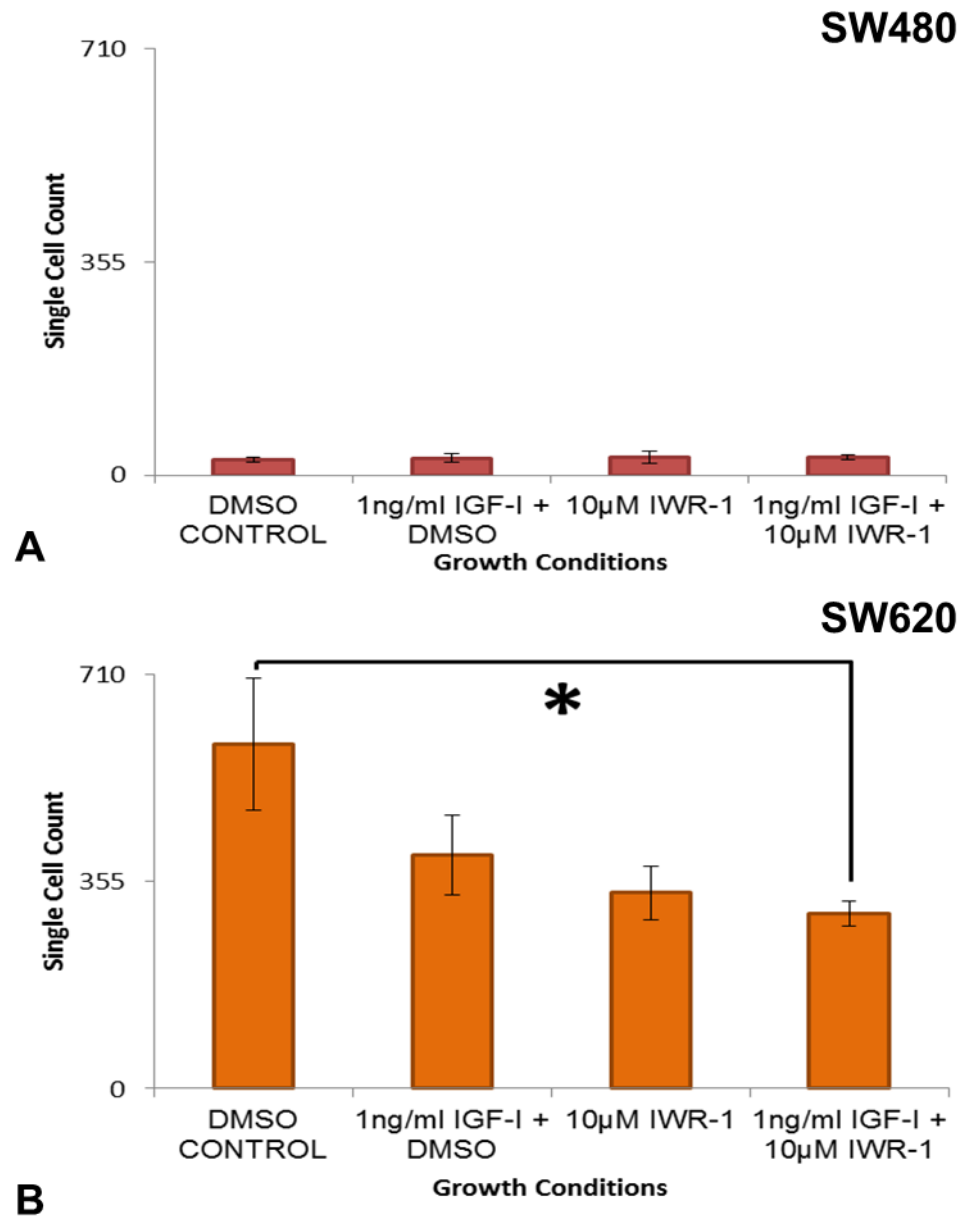 SW480
710
355
0
Single Cell Count
DMSO CONTROL
1ng/ml IGF-I + DMSO
10µM IWR-1
1ng/ml IGF-I + 10µM IWR-1
Growth Conditions
A
SW620
710
355
0
*
Single Cell Count
DMSO CONTROL
1ng/ml IGF-I + DMSO
10µM IWR-1
1ng/ml IGF-I + 10µM IWR-1
Growth Conditions
B